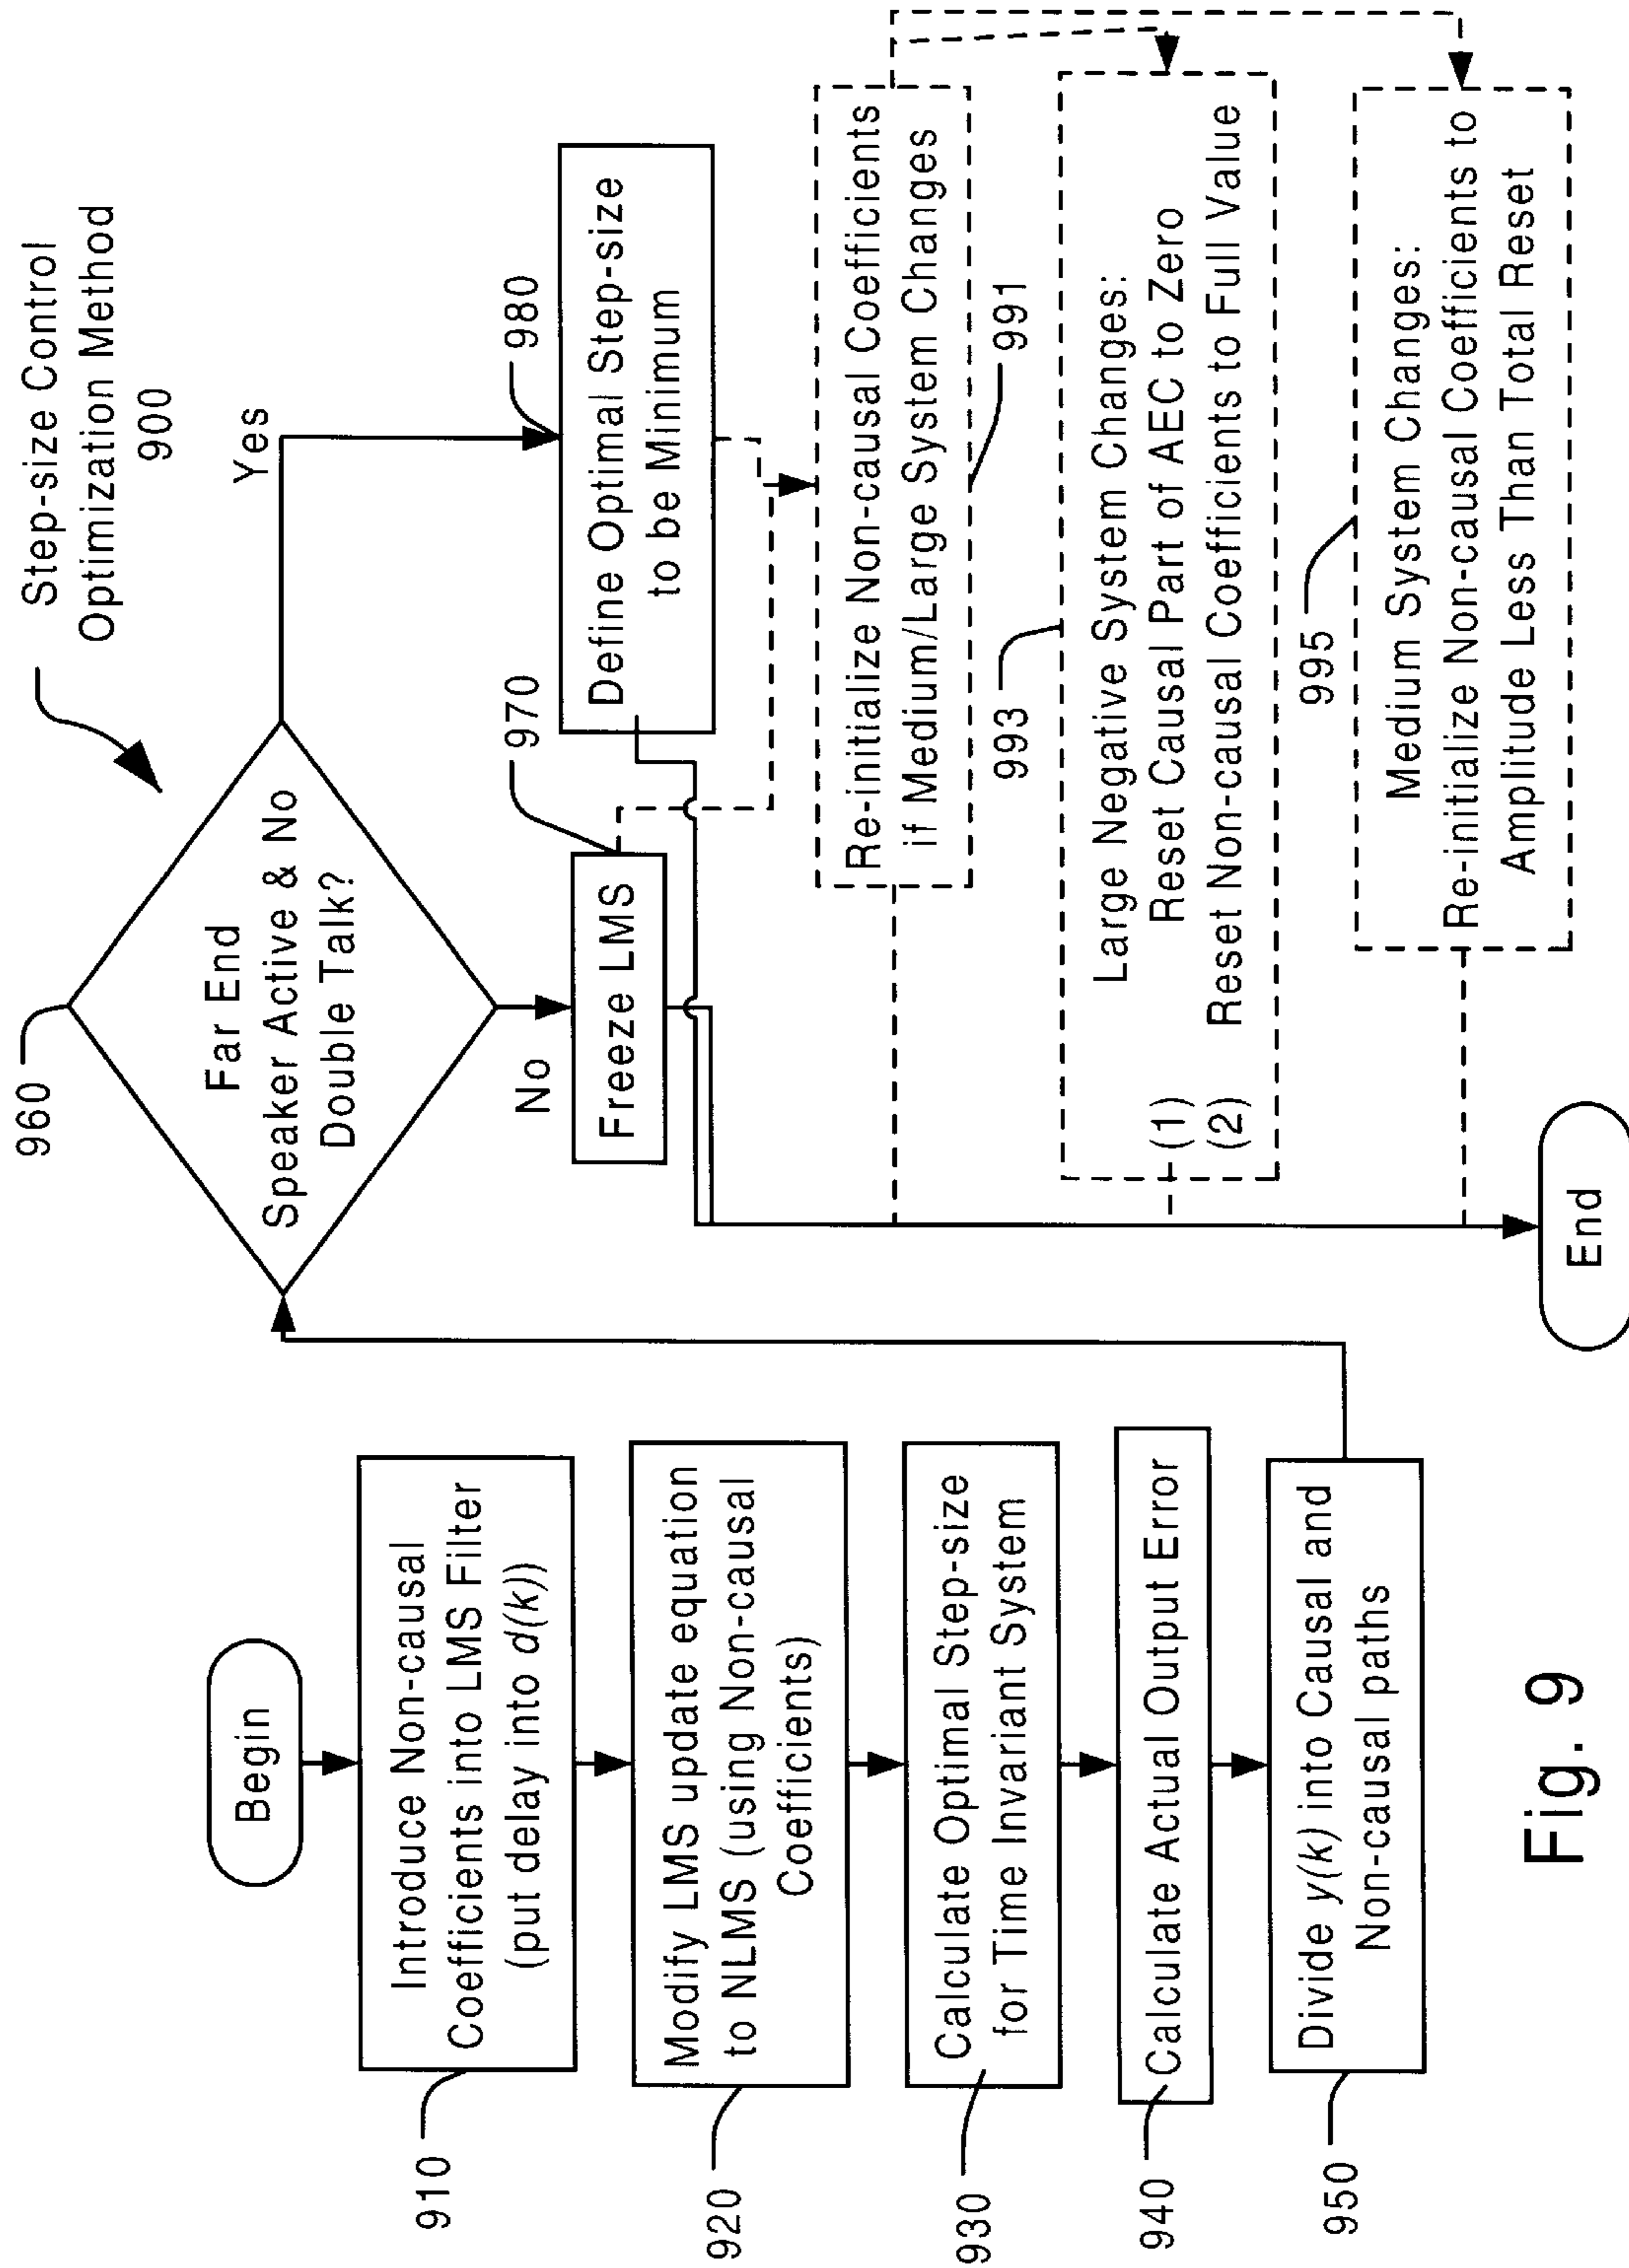 Step-size Control
Optimization Method
900
Begin
910
Introduce Non-causal
Coefficients into LMS Filter
(put delay into d(k))
920
Modify LMS update equation
to NLMS (using Non-causal
Coefficients)
930
Calculate Optimal Step-size
for Time Invariant System
940
Calculate Actual Output Error
950
Divide y(k) into Causal and
Non-causal paths
960
Far End
Speaker Active & No
Double Talk?
Yes
No
970
Freeze LMS
980
Define Optimal Step-size
to be Minimum
Re-initialize Non-causal Coefficients
if Medium/Large System Changes
991
993
Large Negative System Changes:
(1) Reset Causal Part of AEC to Zero
(2) Reset Non-causal Coefficients to Full Value
995
Medium System Changes:
Re-initialize Non-causal Coefficients to
Amplitude Less Than Total Reset
End
Fig. 9